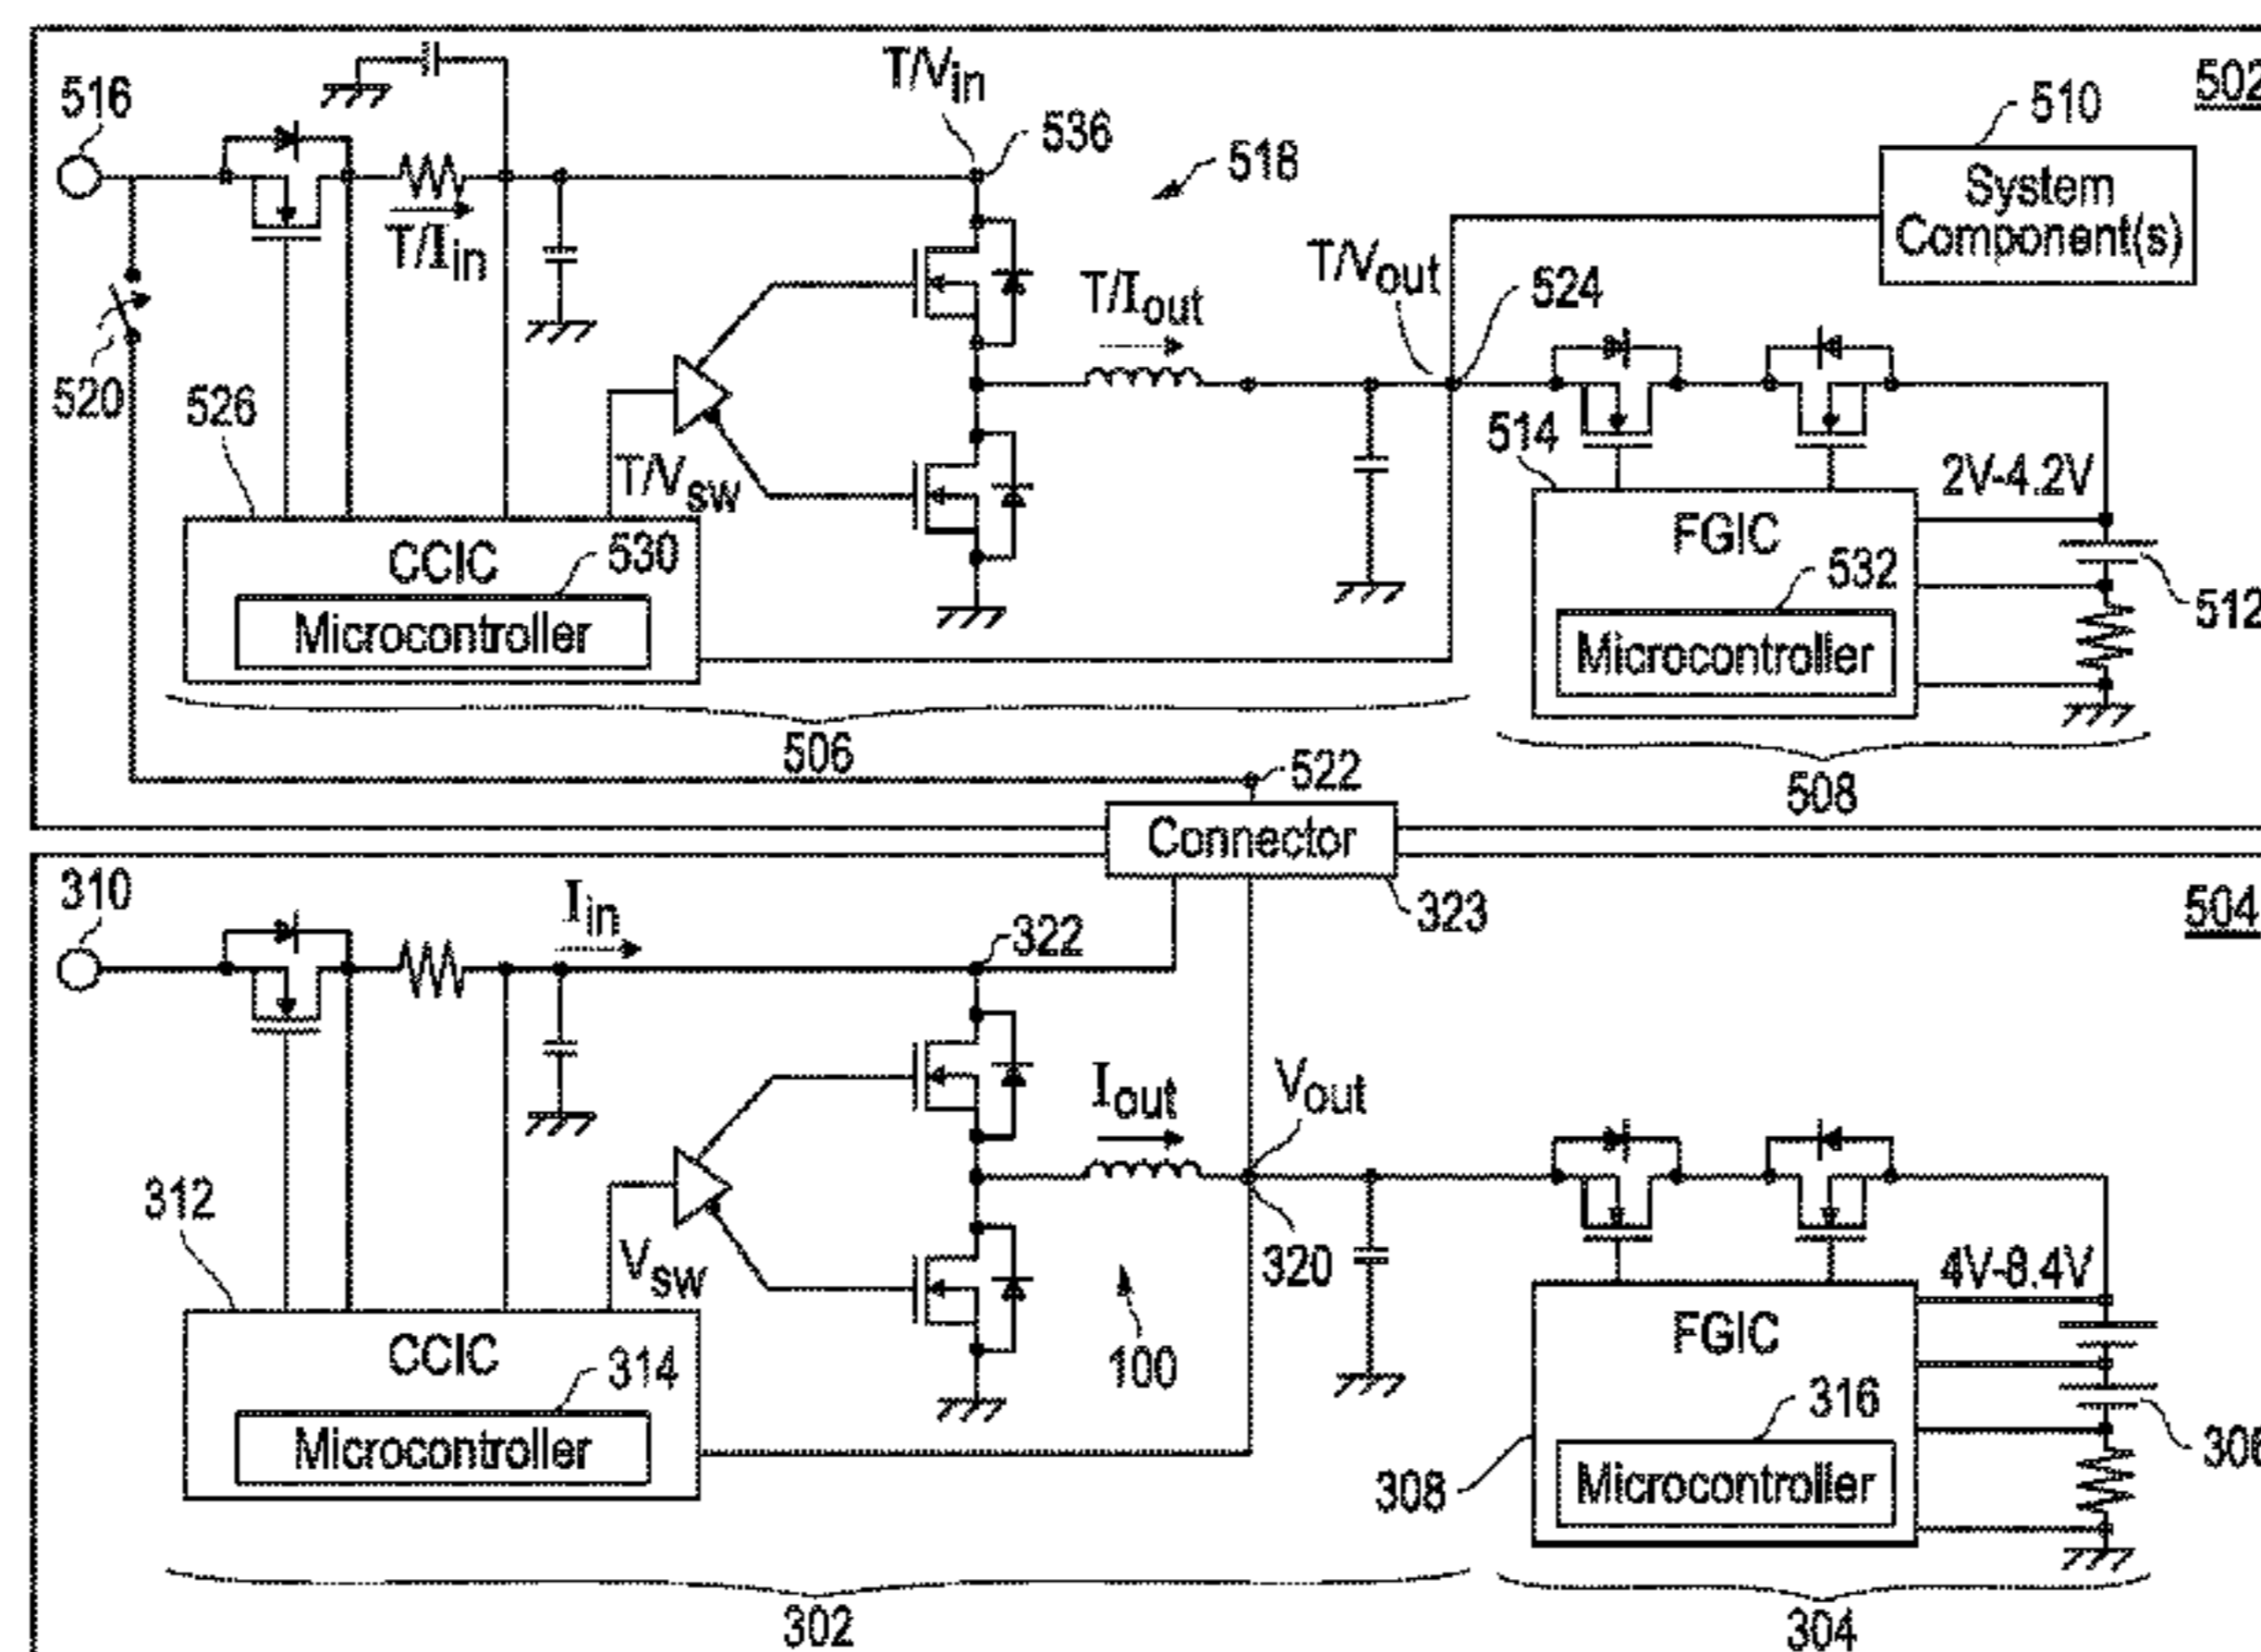 502
516
T/Vin
536
518
510
System
Component(s)
T/Iin
T/Vout
524
T/Iout
520
526
514
T/Vsw
2V-4.2V
CCIC
530
Microcontroller
FGIC
532
Microcontroller
512
506
522
508
Connector
310
Iin
322
323
504
Iout
Vout
312
Vsw
320
4V-8.4V
CCIC
314
Microcontroller
100
FGIC
316
Microcontroller
308
306
302
304